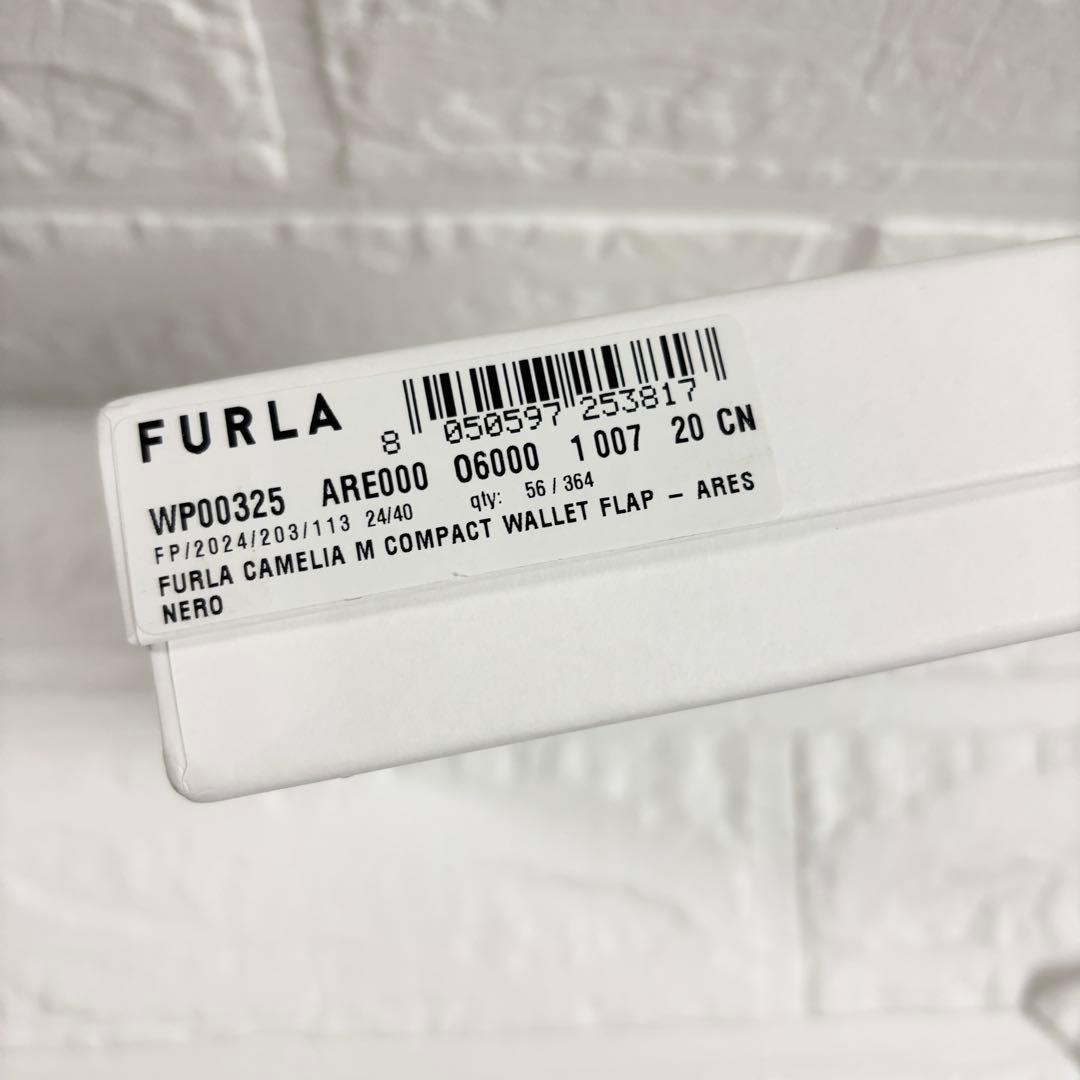 FURLA
8 050597 253817
WP00325 ARE000 O6000 1 007 20 CN
FP/2024/203/113 24/40 qty: 56 / 364
FURLA CAMELIA M COMPACT WALLET FLAP - ARES
NERO